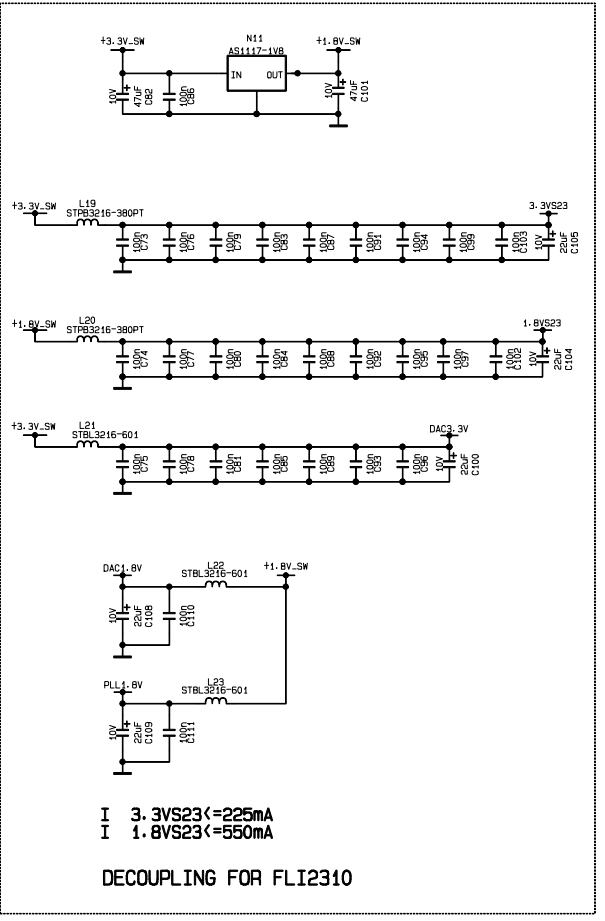 N11
+3.3V_SW AS1117-1V8 +1.8V_SW
IN OUT
10V 47uF C82 100n C86 10V 47uF C101
L19
+3.3V_SW STPB3216-380PT 3.3VS23
100n C73 100n C76 100n C79 100n C83 100n C87 100n C91 100n C94 100n C99 100n C103 10V 22uF C105
L20
+1.8V_SW STPB3216-380PT 1.8VS23
100n C74 100n C77 100n C80 100n C84 100n C88 100n C92 100n C95 100n C97 100n C102 10V 22uF C104
L21
+3.3V_SW STBL3216-601 DAC3.3V
100n C75 100n C78 100n C81 100n C85 100n C89 100n C93 100n C96 10V 22uF C100
L22
DAC1.8V STBL3216-601 +1.8V_SW
10V 22uF C108 100n C110
L23
PLL1.8V STBL3216-601
10V 22uF C109 100n C111
I 3.3VS23<=225mA
I 1.8VS23<=550mA
DECOUPLING FOR FLI2310